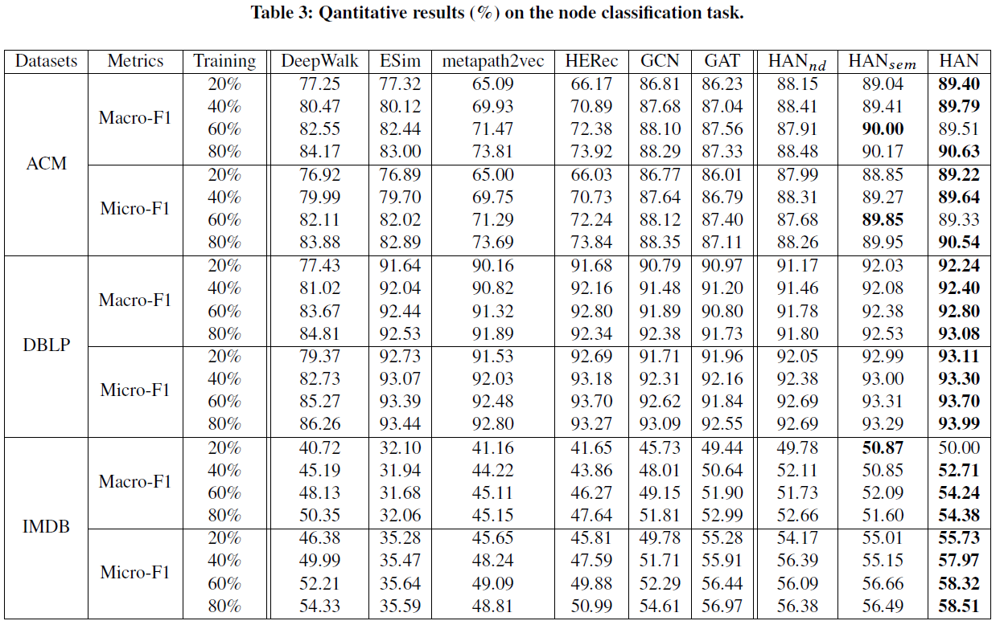 Table 3: Qantitative results (%) on the node classification task.
Datasets Metrics Training DeepWalk ESim metapath2vec HERec GCN GAT HAN_nd HAN_sem HAN
ACM Macro-F1 20% 77.25 77.32 65.09 66.17 86.81 86.23 88.15 89.04 89.40
40% 80.47 80.12 69.93 70.89 87.68 87.04 88.41 89.41 89.79
60% 82.55 82.44 71.47 72.38 88.10 87.56 87.91 90.00 89.51
80% 84.17 83.00 73.81 73.92 88.29 87.33 88.48 90.17 90.63
Micro-F1 20% 76.92 76.89 65.00 66.03 86.77 86.01 87.99 88.85 89.22
40% 79.99 79.70 69.75 70.73 87.64 86.79 88.31 89.27 89.64
60% 82.11 82.02 71.29 72.24 88.12 87.40 87.68 89.85 89.33
80% 83.88 82.89 73.69 73.84 88.35 87.11 88.26 89.95 90.54
DBLP Macro-F1 20% 77.43 91.64 90.16 91.68 90.79 90.97 91.17 92.03 92.24
40% 81.02 92.04 90.82 92.16 91.48 91.20 91.46 92.08 92.40
60% 83.67 92.44 91.32 92.80 91.89 90.80 91.78 92.38 92.80
80% 84.81 92.53 91.89 92.34 92.38 91.73 91.80 92.53 93.08
Micro-F1 20% 79.37 92.73 91.53 92.69 91.71 91.96 92.05 92.99 93.11
40% 82.73 93.07 92.03 93.18 92.31 92.16 92.38 93.00 93.30
60% 85.27 93.39 92.48 93.70 92.62 91.84 92.69 93.31 93.70
80% 86.26 93.44 92.80 93.27 93.09 92.55 92.69 93.29 93.99
IMDB Macro-F1 20% 40.72 32.10 41.16 41.65 45.73 49.44 49.78 50.87 50.00
40% 45.19 31.94 44.22 43.86 48.01 50.64 52.11 50.85 52.71
60% 48.13 31.68 45.11 46.27 49.15 51.90 51.73 52.09 54.24
80% 50.35 32.06 45.15 47.64 51.81 52.99 52.66 51.60 54.38
Micro-F1 20% 46.38 35.28 45.65 45.81 49.78 55.28 54.17 55.01 55.73
40% 49.99 35.47 48.24 47.59 51.71 55.91 56.39 55.15 57.97
60% 52.21 35.64 49.09 49.88 52.29 56.44 56.09 56.66 58.32
80% 54.33 35.59 48.81 50.99 54.61 56.97 56.38 56.49 58.51